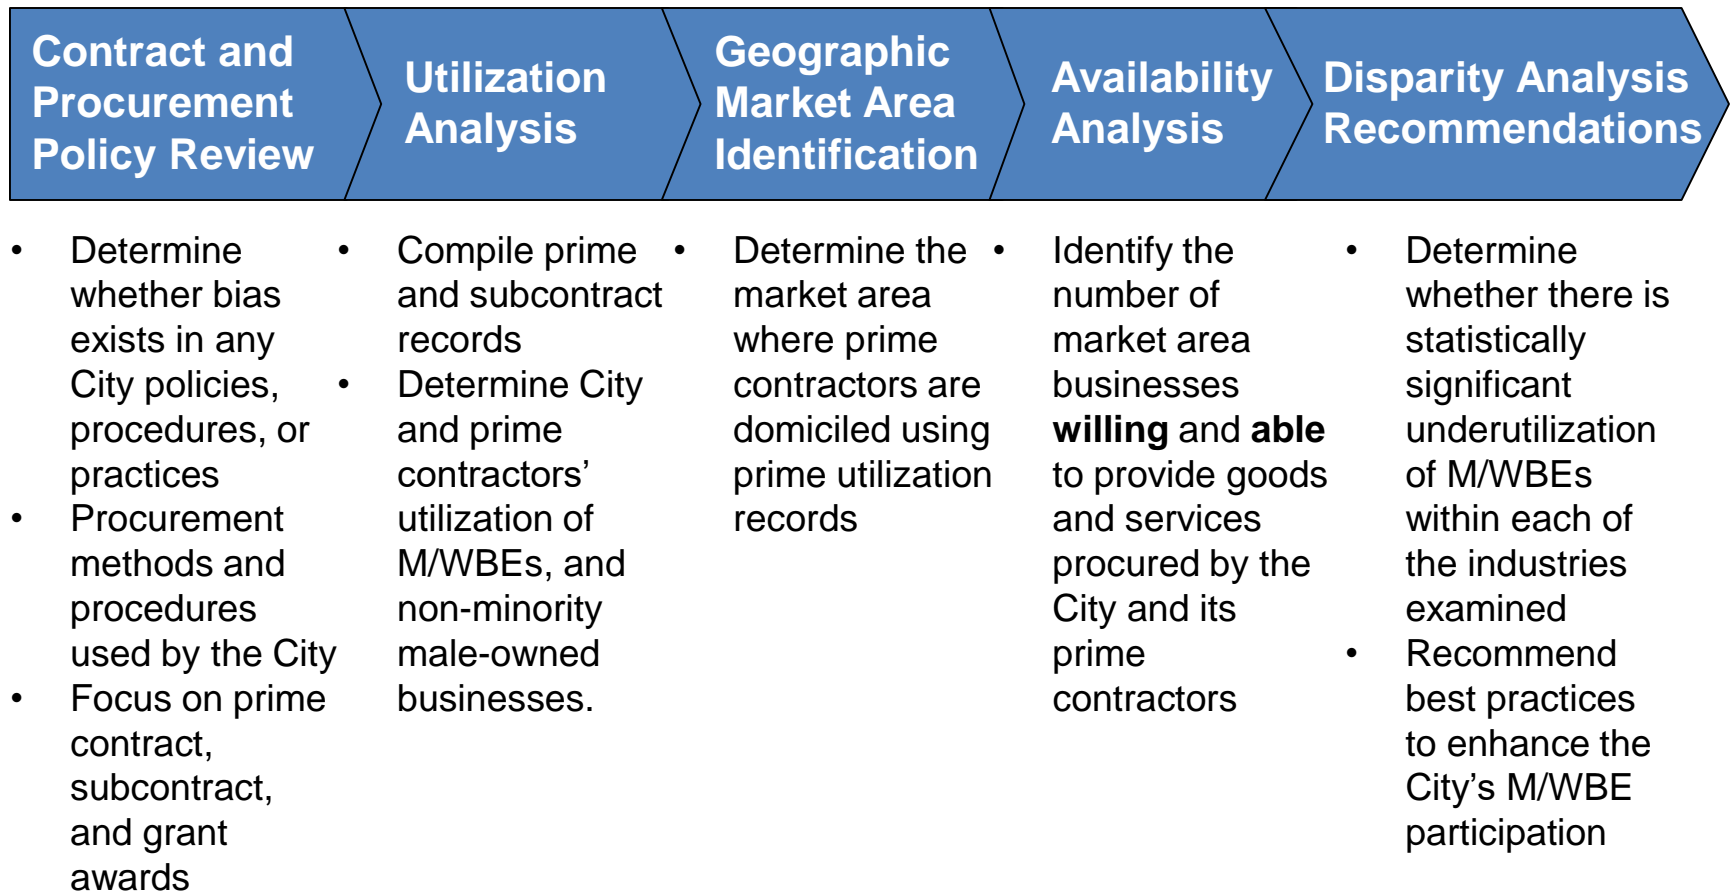 Contract and
Procurement
Policy Review
Utilization
Analysis
Geographic
Market Area
Identification
Availability
Analysis
Disparity Analysis
Recommendations
• Determine
whether bias
exists in any
City policies,
procedures, or
practices
• Procurement
methods and
procedures
used by the City
• Focus on prime
contract,
subcontract,
and grant
awards
• Compile prime
and subcontract
records
• Determine City
and prime
contractors’
utilization of
M/WBEs, and
non-minority
male-owned
businesses.
• Determine the
market area
where prime
contractors are
domiciled using
prime utilization
records
• Identify the
number of
market area
businesses
willing and able
to provide goods
and services
procured by the
City and its
prime
contractors
• Determine
whether there is
statistically
significant
underutilization
of M/WBEs
within each of
the industries
examined
• Recommend
best practices
to enhance the
City’s M/WBE
participation